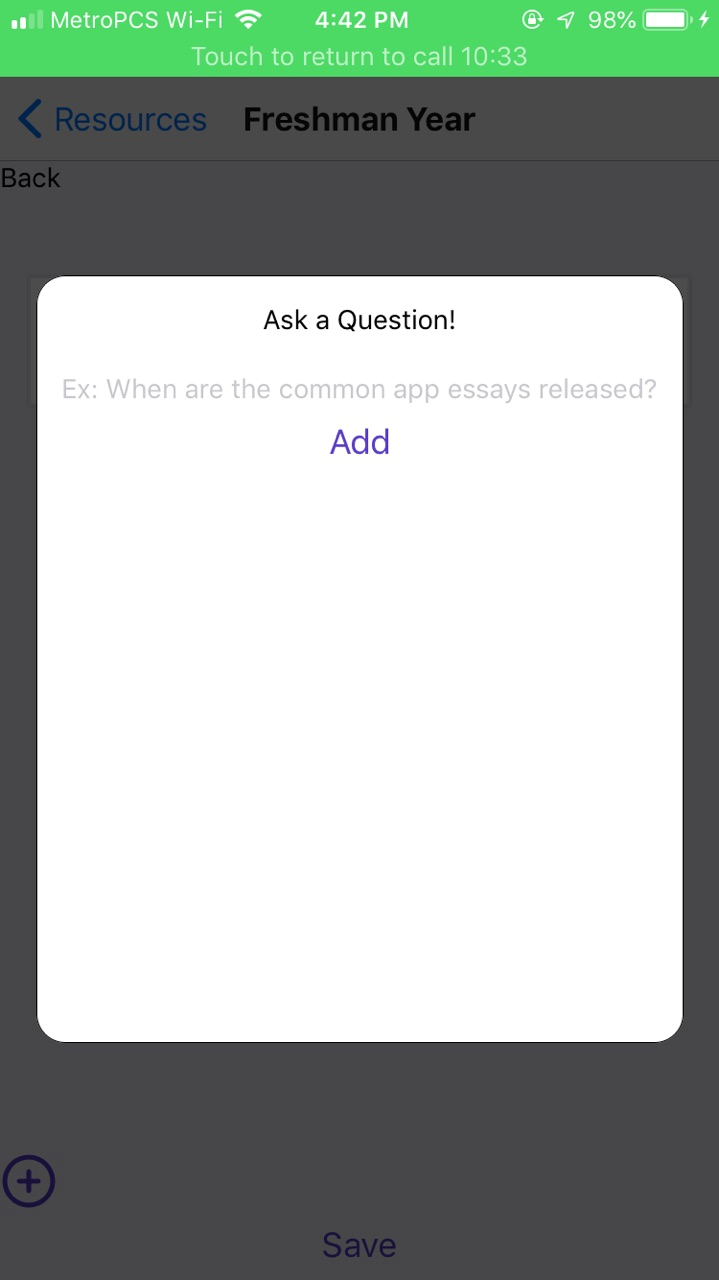 MetroPCS Wi-Fi 4:42 PM 98%
Touch to return to call 10:33
Resources Freshman Year
Back
Ask a Question!
Ex: When are the common app essays released?
Add
Save